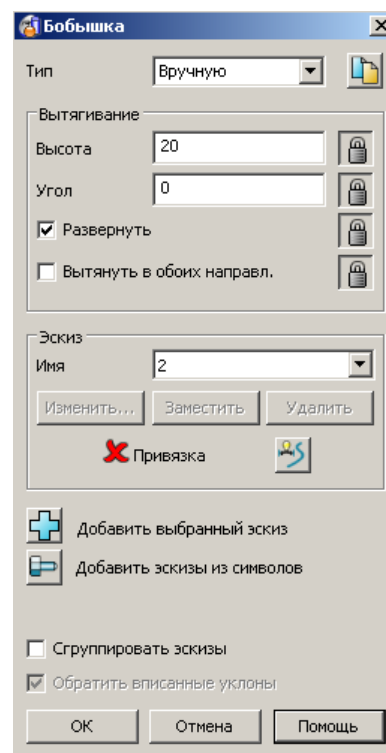 Бобышка
Тип Вручную
Вытягивание
Высота 20
Угол 0
Развернуть
Вытянуть в обоих направл.
Эскиз
Имя 2
Изменить... Заместить Удалить
Привязка
Добавить выбранный эскиз
Добавить эскизы из символов
Сгруппировать эскизы
Обратить вписанные уклоны
ОК Отмена Помощь